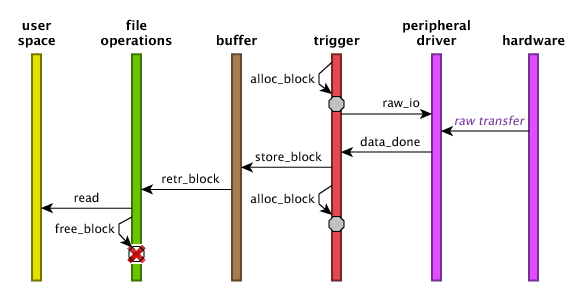 user
space
file
operations
buffer
trigger
peripheral
driver
hardware
alloc_block
raw_io
raw transfer
data_done
store_block
retr_block
alloc_block
read
free_block